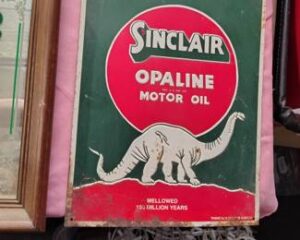 SINCLAIR
OPALINE
MOTOR OIL
MELLOWED
100 MILLION YEARS